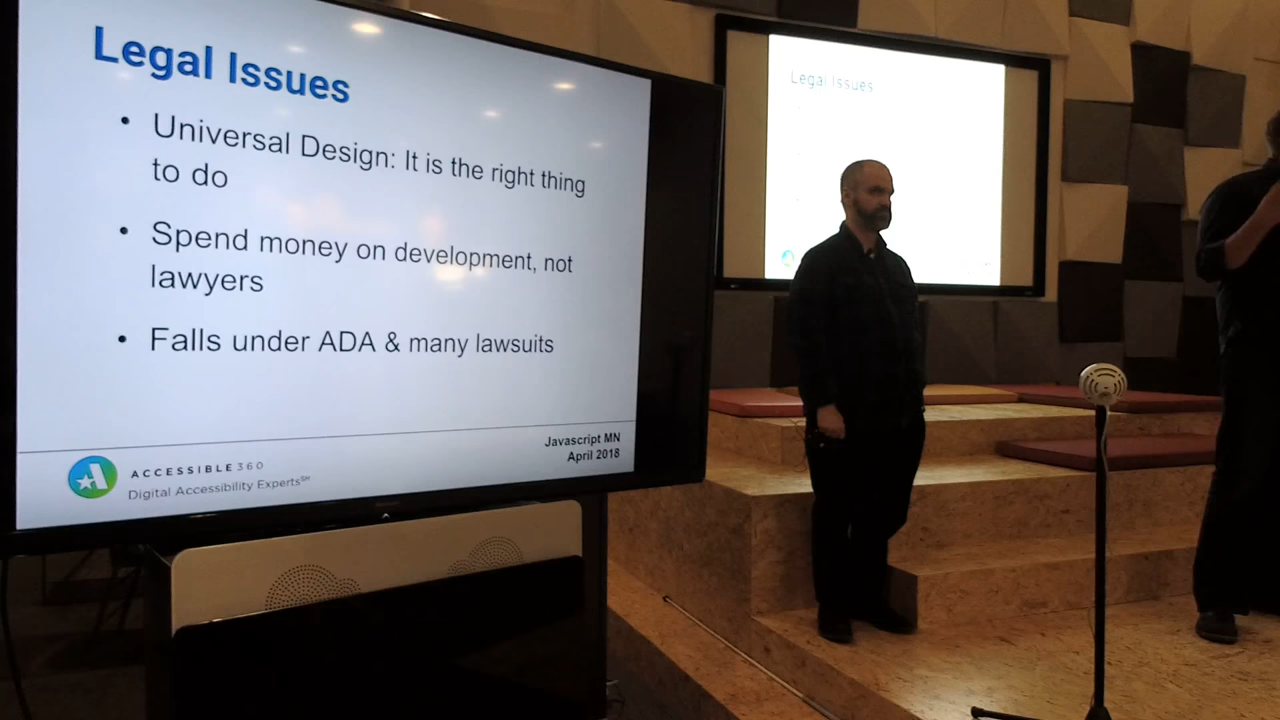 Legal Issues
• Universal Design: It is the right thing
to do
• Spend money on development, not
lawyers
• Falls under ADA & many lawsuits
Javascript MN
April 2018
ACCESSIBLE360
Digital Accessibility Experts℠
Legal Issues